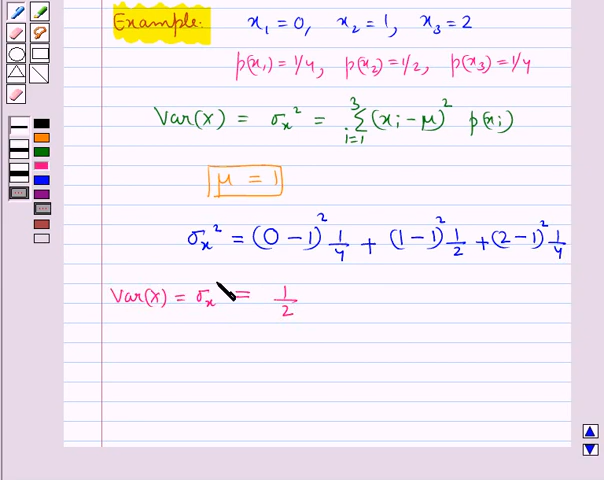 Example: x₁ = 0, x₂ = 1, x₃ = 2
p(x₁) = 1/4, p(x₂) = 1/2, p(x₃) = 1/4
Var(X) = σₓ² = ∑³ᵢ₌₁ (xᵢ − μ)² p(xᵢ)
μ = 1
σₓ² = (0 − 1)² 1/4 + (1 − 1)² 1/2 + (2 − 1)² 1/4
Var(X) = σₓ = 1/2